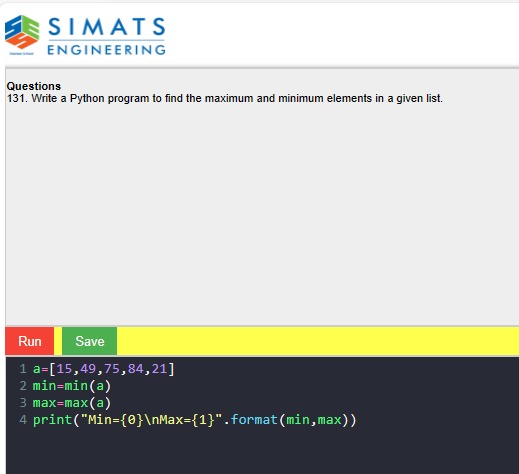 SIMATS
ENGINEERING
Questions
131. Write a Python program to find the maximum and minimum elements in a given list.
Run Save
1 a=[15,49,75,84,21]
2 min=min(a)
3 max=max(a)
4 print("Min={0}\nMax={1}".format(min,max))